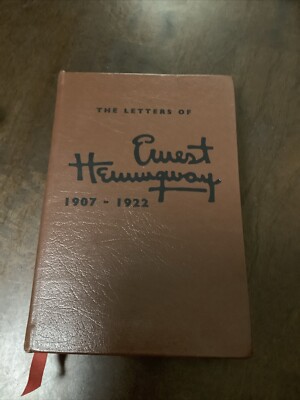 THE LETTERS OF
Ernest
Hemingway
1907 - 1922